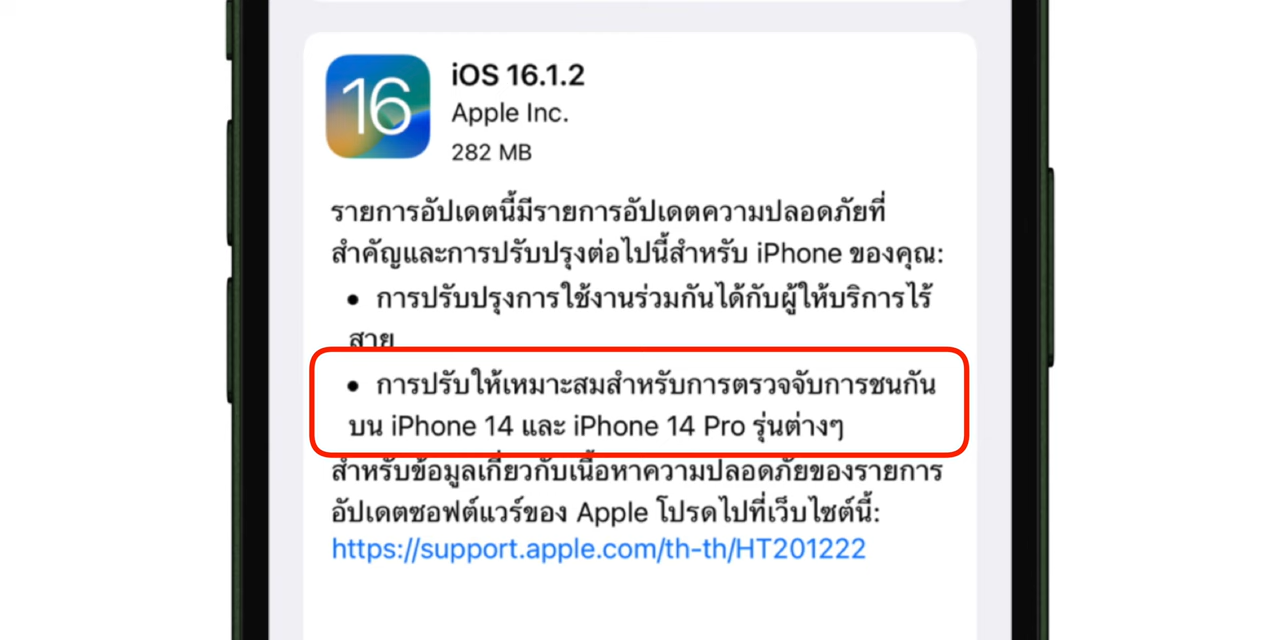 16
iOS 16.1.2
Apple Inc.
282 MB
รายการอัปเดตนี้มีรายการอัปเดตความปลอดภัยที่
สำคัญและการปรับปรุงต่อไปนี้สำหรับ iPhone ของคุณ:
• การปรับปรุงการใช้งานร่วมกันได้กับผู้ให้บริการไร้
สาย
• การปรับให้เหมาะสมสำหรับการตรวจจับการชนกัน
บน iPhone 14 และ iPhone 14 Pro รุ่นต่างๆ
สำหรับข้อมูลเกี่ยวกับเนื้อหาความปลอดภัยของรายการ
อัปเดตซอฟต์แวร์ของ Apple โปรดไปที่เว็บไซต์นี้:
https://support.apple.com/th-th/HT201222